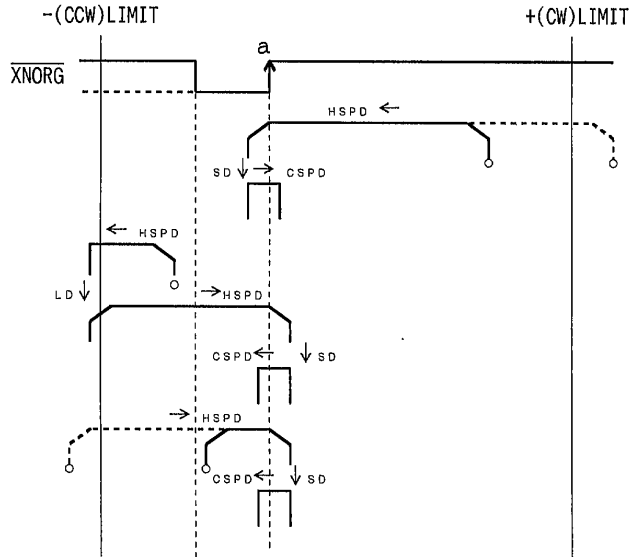 -(CCW)LIMIT +(CW)LIMIT
a
XNORG
HSPD
SD CSPD
HSPD
LD HSPD
CSPD SD
HSPD
CSPD SD